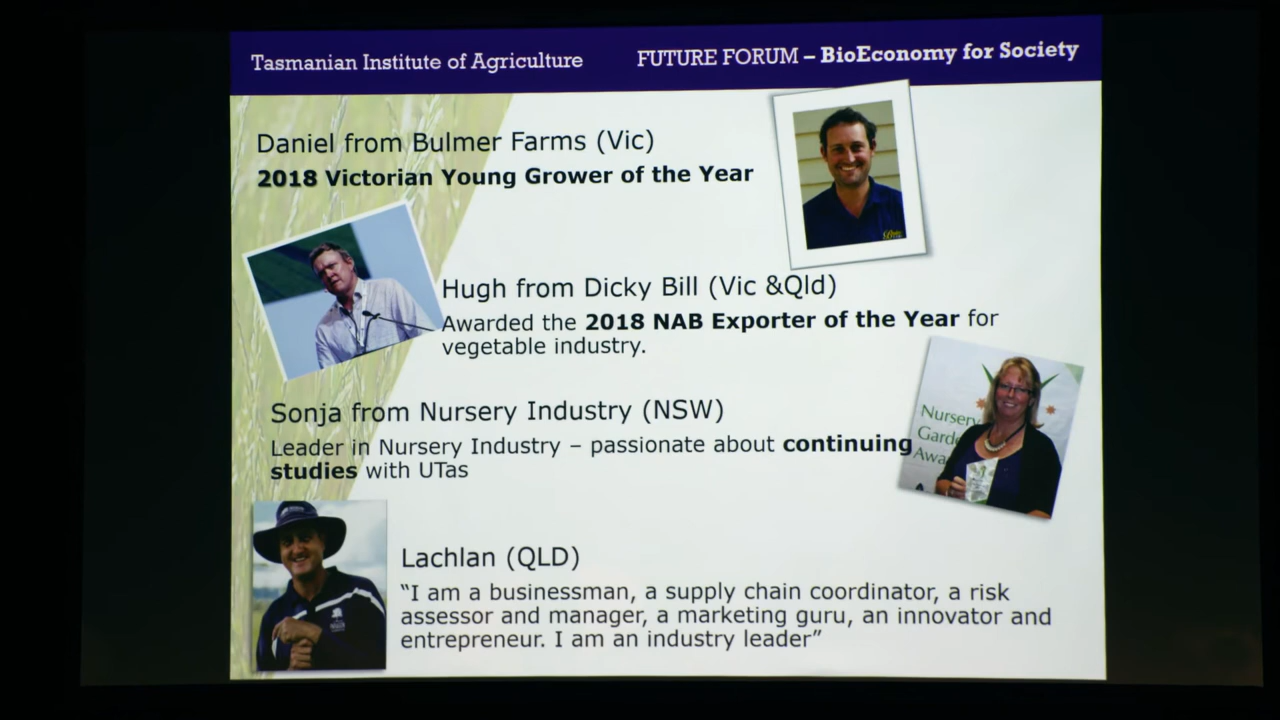 Tasmanian Institute of Agriculture
FUTURE FORUM – BioEconomy for Society
Daniel from Bulmer Farms (Vic)
2018 Victorian Young Grower of the Year
Hugh from Dicky Bill (Vic &Qld)
Awarded the 2018 NAB Exporter of the Year for
vegetable industry.
Sonja from Nursery Industry (NSW)
Leader in Nursery Industry – passionate about continuing
studies with UTas
Nursery
Lachlan (QLD)
“I am a businessman, a supply chain coordinator, a risk
assessor and manager, a marketing guru, an innovator and
entrepreneur. I am an industry leader”